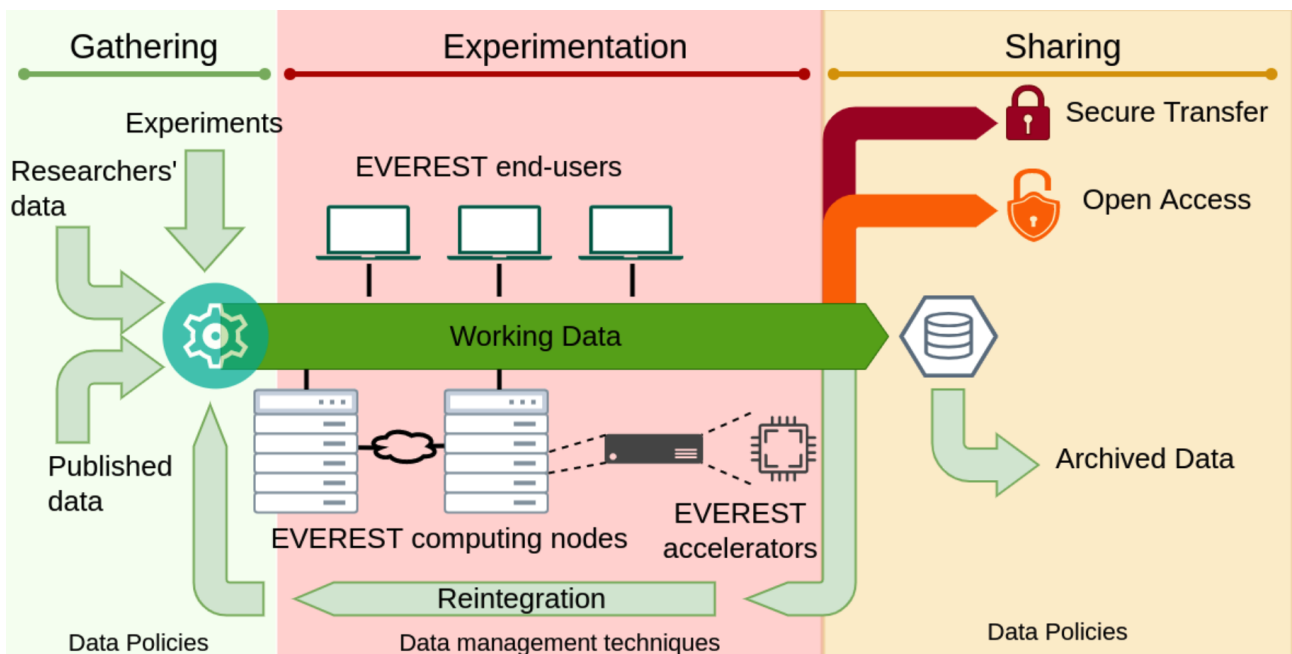 Gathering
Experimentation
Sharing
Experiments
Researchers'
data
EVEREST end-users
Secure Transfer
Open Access
Working Data
Published
data
EVEREST computing nodes
EVEREST
accelerators
Archived Data
Reintegration
Data Policies
Data management techniques
Data Policies